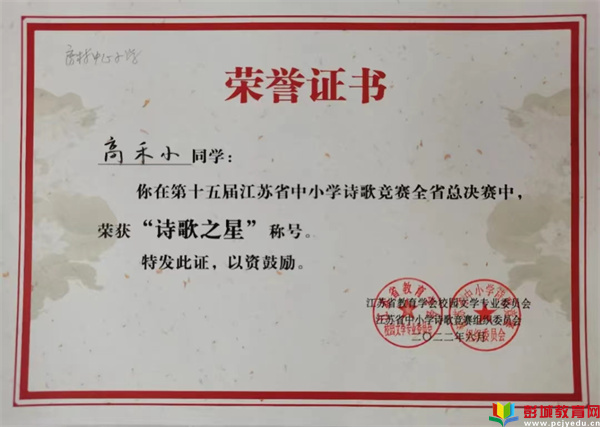 荣誉证书
高禾小同学：
你在第十五届江苏省中小学诗歌竞赛全省总决赛中，
荣获“诗歌之星”称号。
特发此证，以资鼓励。
江苏省教育学会校园文学专业委员会
江苏省中小学诗歌竞赛组织委员会
二〇二二年六月
彭城教育网
www.pcjyedu.cn